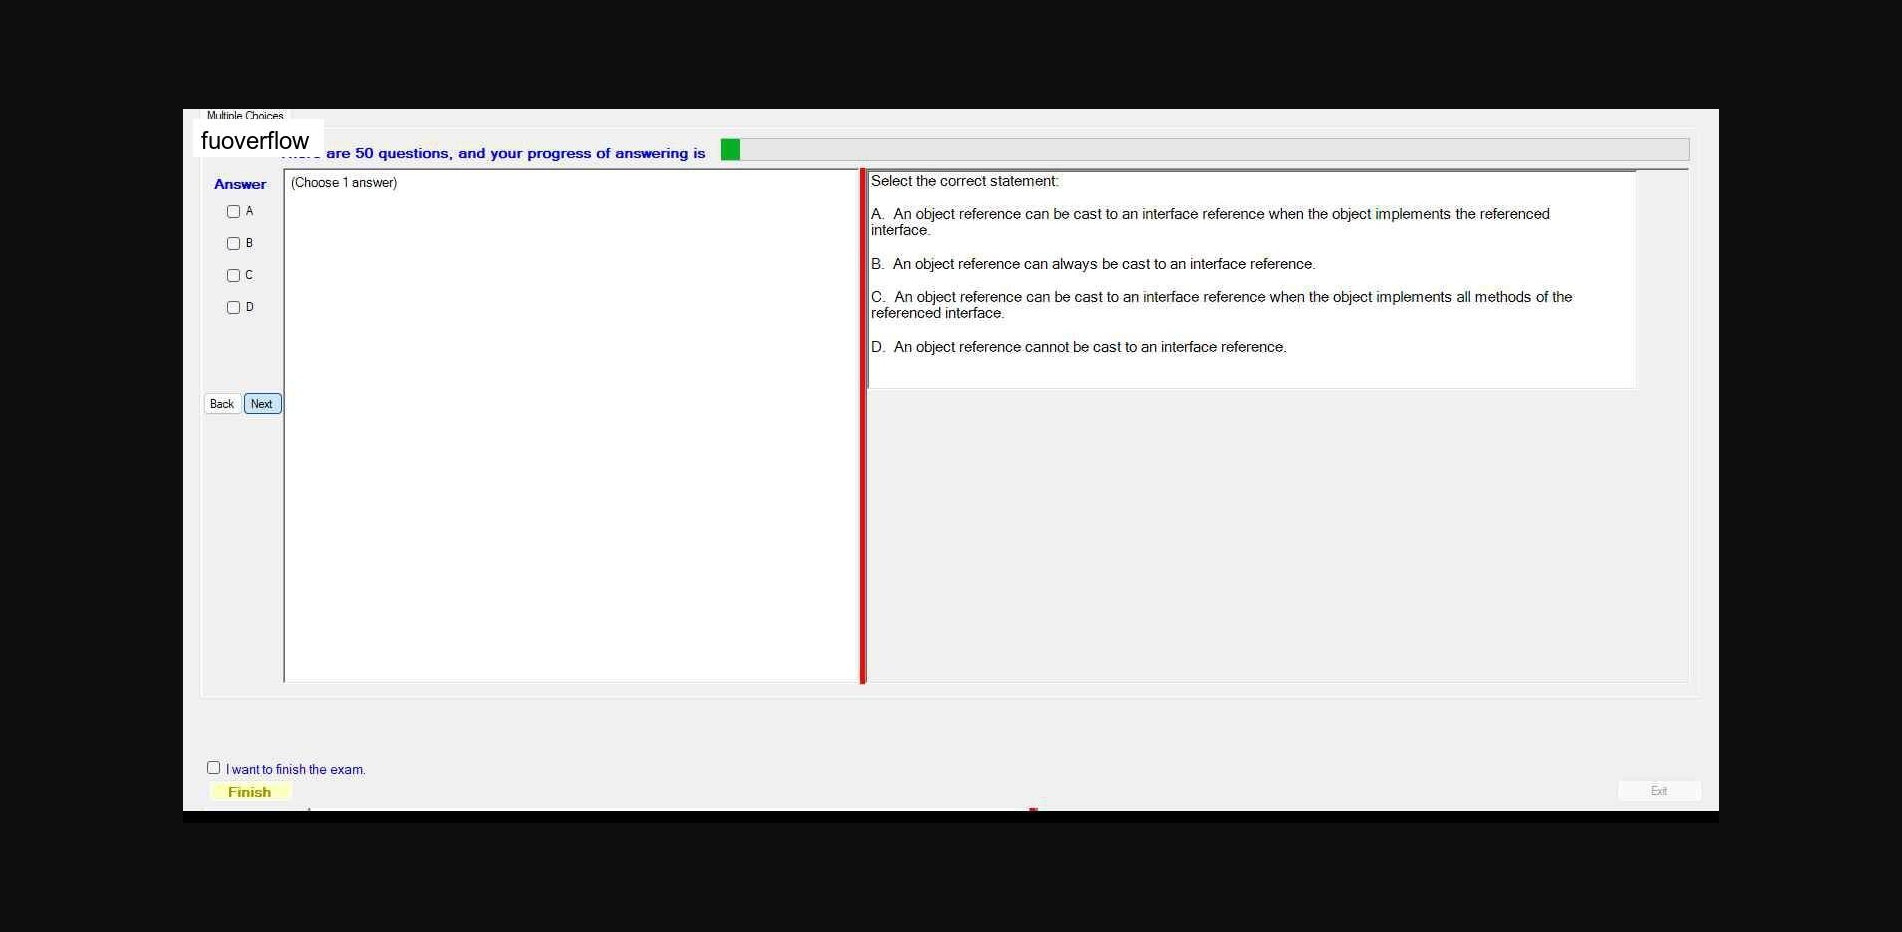 Multiple Choices
fuoverflow
are 50 questions, and your progress of answering is
Answer
(Choose 1 answer)
A
B
C
D
Back Next
Select the correct statement:
A. An object reference can be cast to an interface reference when the object implements the referenced
interface.
B. An object reference can always be cast to an interface reference.
C. An object reference can be cast to an interface reference when the object implements all methods of the
referenced interface.
D. An object reference cannot be cast to an interface reference.
I want to finish the exam.
Finish
Exit